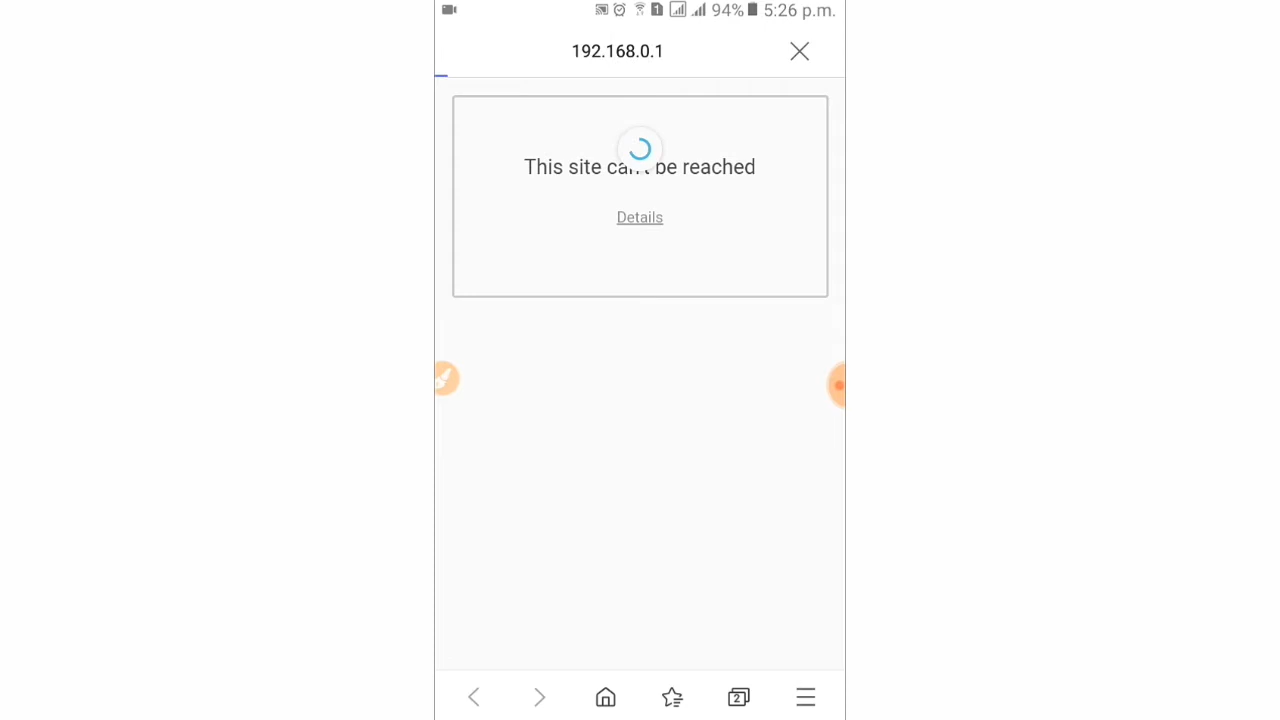 94% 5:26 p.m.
192.168.0.1
This site can't be reached
Details
2